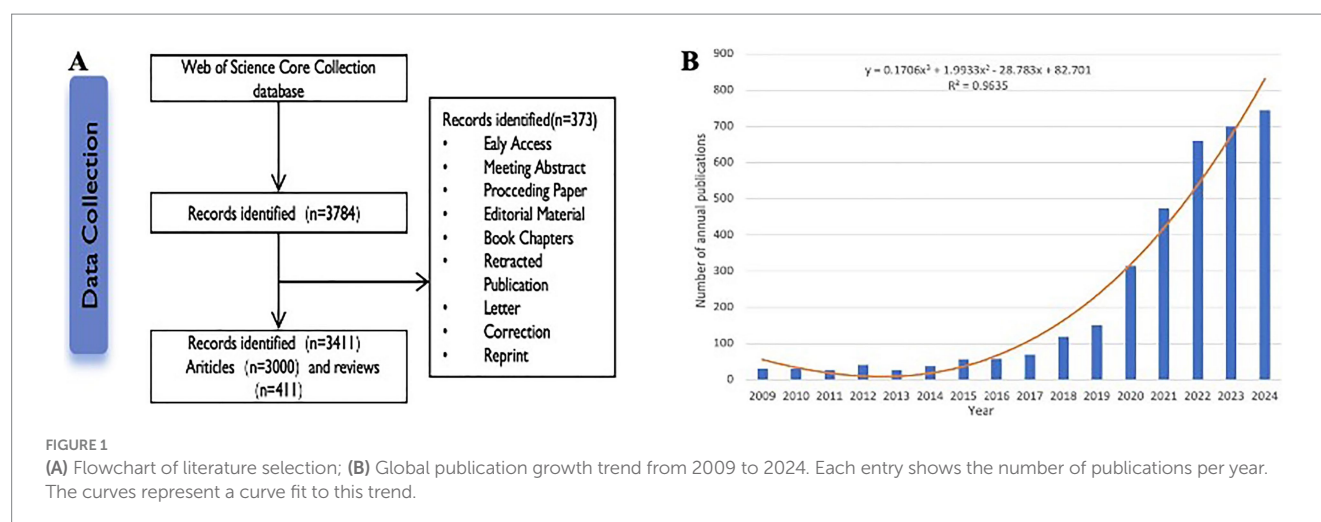 A
Data Collection
Web of Science Core Collection
database
Records identified (n=3784)
Records identified (n=3411)
Ariticles (n=3000) and reviews
(n=411)
Records identified(n=373)
• Ealy Access
• Meeting Abstract
• Procceding Paper
• Editorial Material
• Book Chapters
• Retracted
Publication
• Letter
• Correction
• Reprint
B
y = 0.1706x³ + 1.9933x² - 28.783x + 82.701
R² = 0.9635
Number of annual publications
900
800
700
600
500
400
300
200
100
0
2009 2010 2011 2012 2013 2014 2015 2016 2017 2018 2019 2020 2021 2022 2023 2024
Year
FIGURE 1
(A) Flowchart of literature selection; (B) Global publication growth trend from 2009 to 2024. Each entry shows the number of publications per year.
The curves represent a curve fit to this trend.